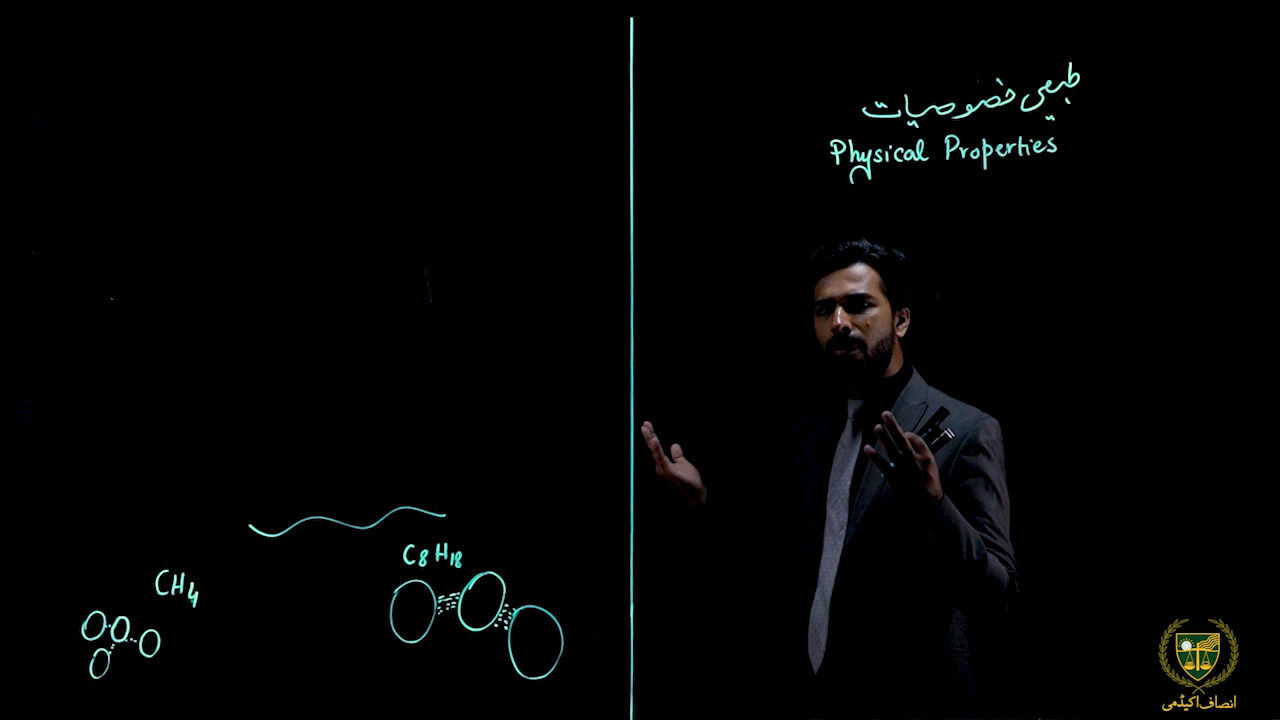 طبعی خصوصیات
Physical Properties
C8H18
CH4
انصاف اکیڈمی